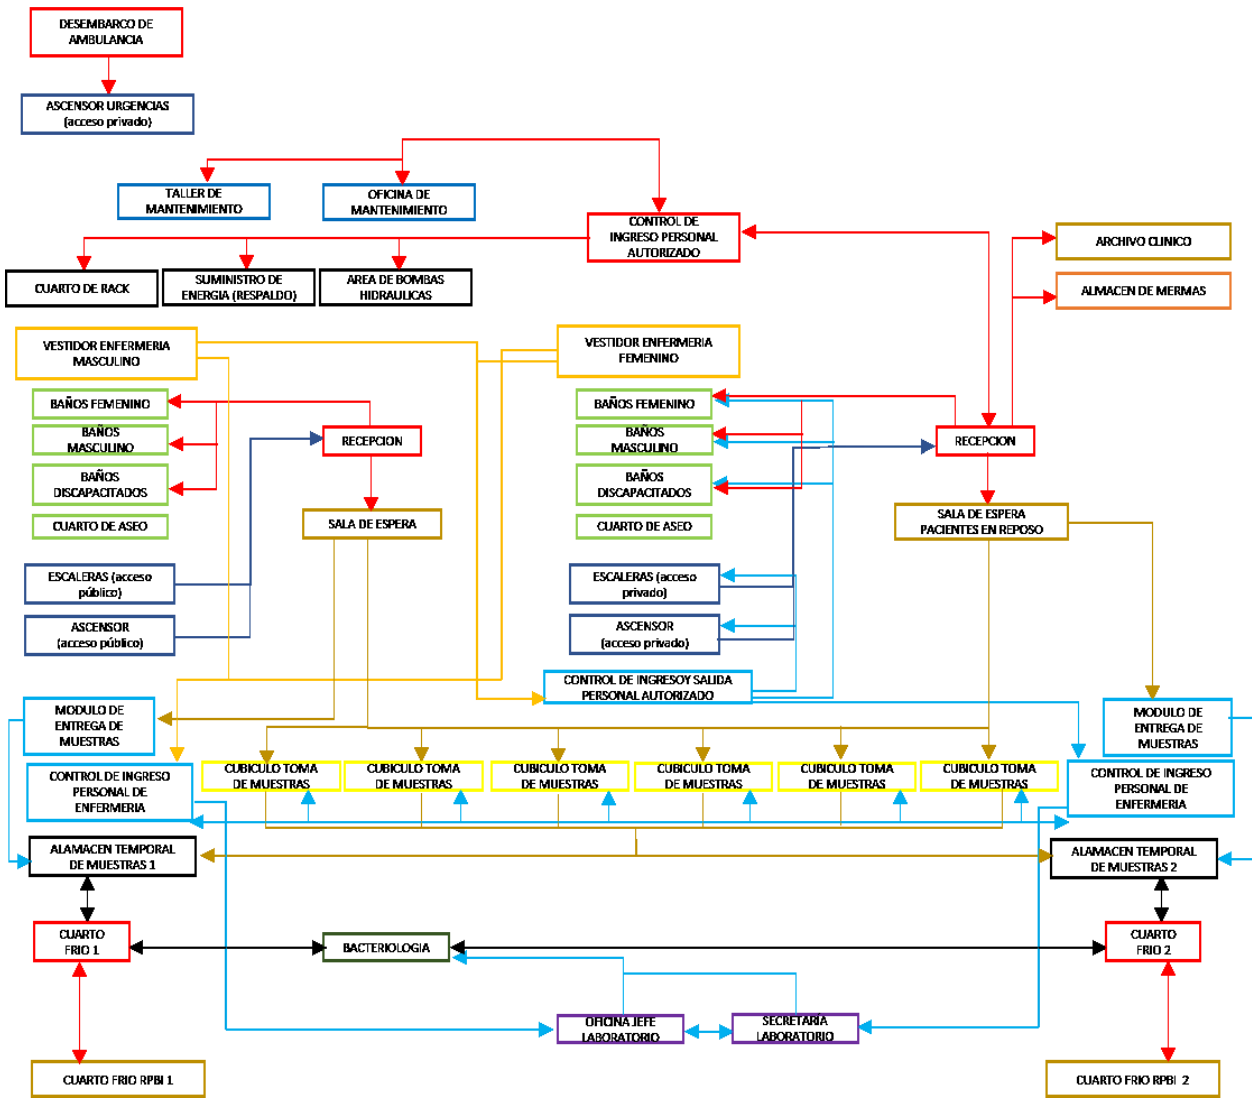 DESEMBARCO DE
AMBULANCIA
ASCENSOR URGENCIAS
(acceso privado)
TALLER DE
MANTENIMIENTO
OFICINA DE
MANTENIMIENTO
CONTROL DE
INGRESO PERSONAL
AUTORIZADO
ARCHIVO CLINICO
CUARTO DE RACK
SUMINISTRO DE
ENERGIA (RESPALDO)
AREA DE BOMBAS
HIDRAULICAS
ALMACEN DE MERMAS
VESTIDOR ENFERMERIA
MASCULINO
VESTIDOR ENFERMERIA
FEMENINO
BAÑOS FEMENINO
BAÑOS FEMENINO
BAÑOS
MASCULINO
RECEPCION
BAÑOS
MASCULINO
RECEPCION
BAÑOS
DISCAPACITADOS
BAÑOS
DISCAPACITADOS
CUARTO DE ASEO
SALA DE ESPERA
CUARTO DE ASEO
SALA DE ESPERA
PACIENTES EN REPOSO
ESCALERAS (acceso
público)
ESCALERAS (acceso
privado)
ASCENSOR
(acceso público)
ASCENSOR
(acceso privado)
CONTROL DE INGRESOY SALIDA
PERSONAL AUTORIZADO
MODULO DE
ENTREGA DE
MUESTRAS
MODULO DE
ENTREGA DE
MUESTRAS
CONTROL DE INGRESO
PERSONAL DE
ENFERMERIA
CUBICULO TOMA
DE MUESTRAS
CUBICULO TOMA
DE MUESTRAS
CUBICULO TOMA
DE MUESTRAS
CUBICULO TOMA
DE MUESTRAS
CUBICULO TOMA
DE MUESTRAS
CUBICULO TOMA
DE MUESTRAS
CONTROL DE INGRESO
PERSONAL DE
ENFERMERIA
ALAMACEN TEMPORAL
DE MUESTRAS 1
ALAMACEN TEMPORAL
DE MUESTRAS 2
CUARTO
FRIO 1
BACTERIOLOGIA
CUARTO
FRIO 2
OFICINA JEFE
LABORATORIO
SECRETARÍA
LABORATORIO
CUARTO FRIO RPBI 1
CUARTO FRIO RPBI 2